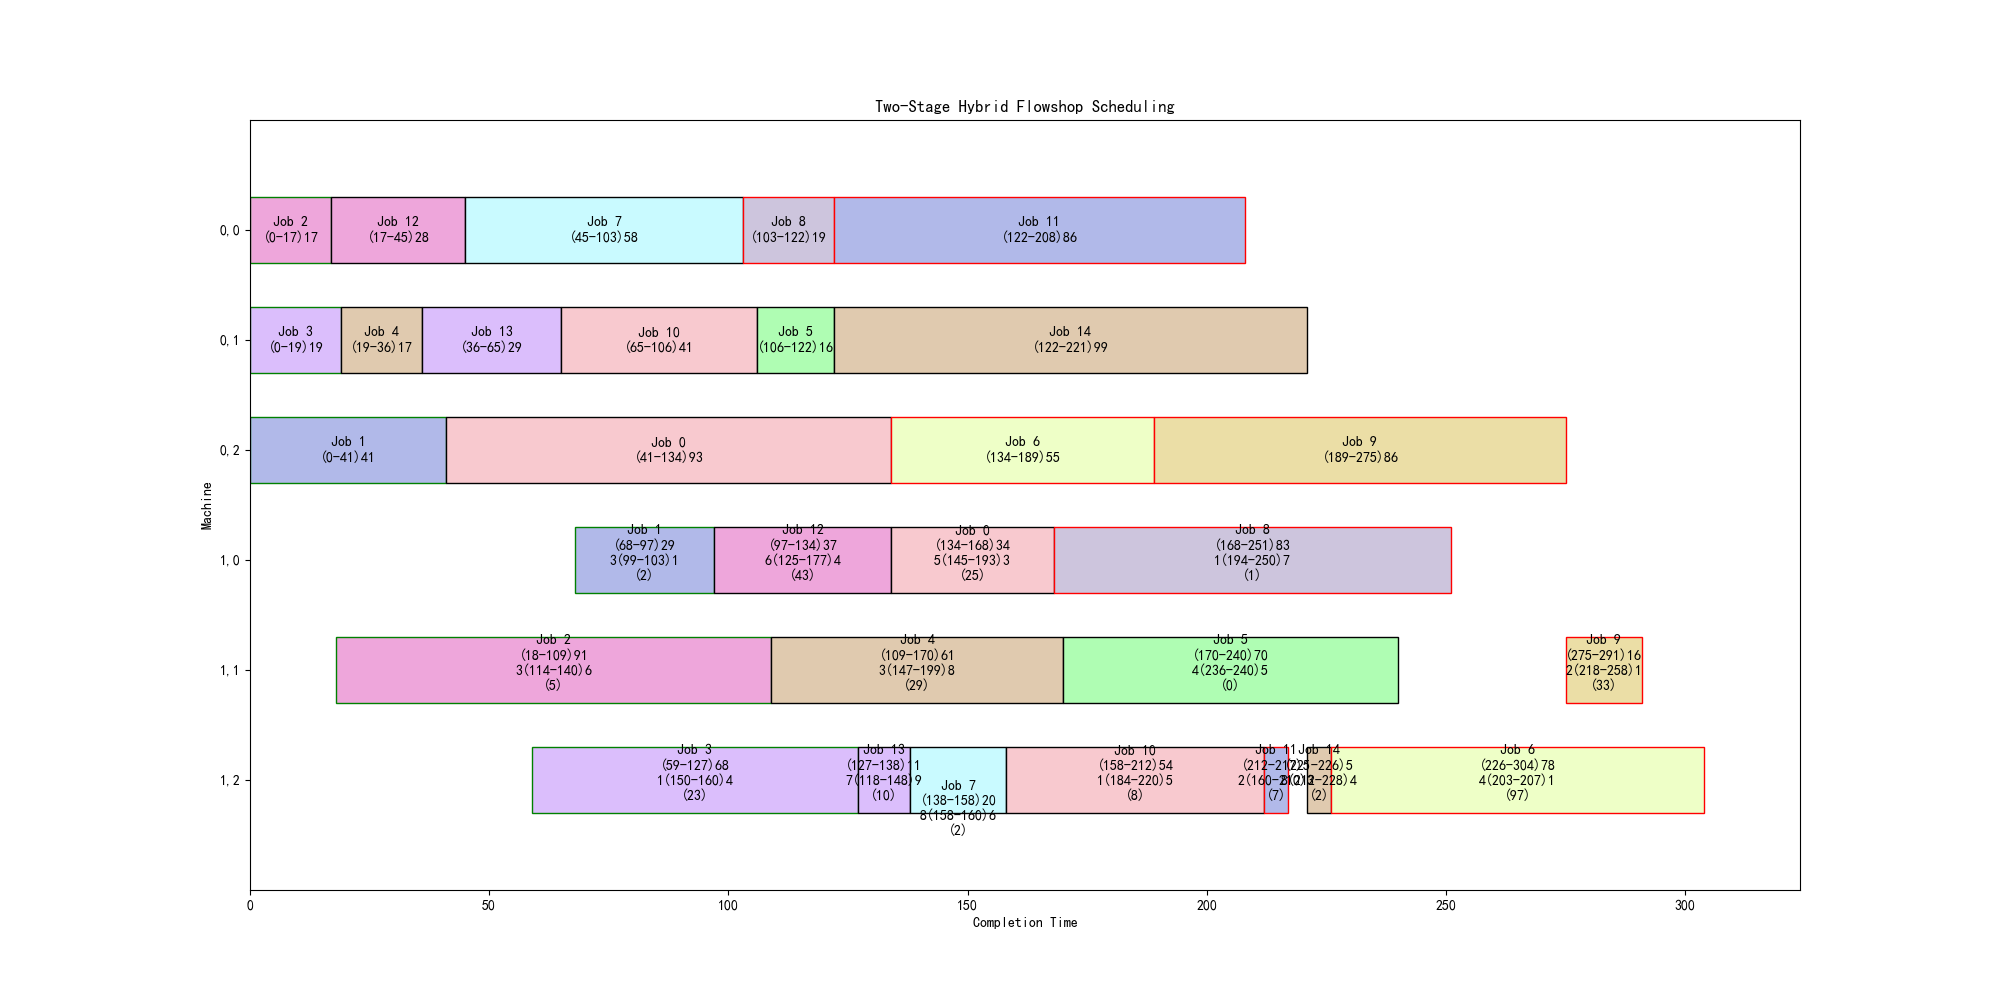 Two-Stage Hybrid Flowshop Scheduling
Machine
0,0
Job 2
(0-17)17
Job 12
(17-45)28
Job 7
(45-103)58
Job 8
(103-122)19
Job 11
(122-208)86
0,1
Job 3
(0-19)19
Job 4
(19-36)17
Job 13
(36-65)29
Job 10
(65-106)41
Job 5
(106-122)16
Job 14
(122-221)99
0,2
Job 1
(0-41)41
Job 0
(41-134)93
Job 6
(134-189)55
Job 9
(189-275)86
1,0
Job 1
(68-97)29
3(99-103)1
(2)
Job 12
(97-134)37
6(125-177)4
(43)
Job 0
(134-168)34
5(145-193)3
(25)
Job 8
(168-251)83
1(194-250)7
(1)
1,1
Job 2
(18-109)91
3(114-140)6
(5)
Job 4
(109-170)61
3(147-199)8
(29)
Job 5
(170-240)70
4(236-240)5
(0)
Job 9
(275-291)16
2(218-258)1
(33)
1,2
Job 3
(59-127)68
1(150-160)4
(23)
Job 13
(127-138)11
7(118-148)9
(10)
Job 7
(138-158)20
8(158-160)6
(2)
Job 10
(158-212)54
1(184-220)5
(8)
Job 11
(7)
Job 14
(2)
Job 6
(226-304)78
4(203-207)1
(97)
0
50
100
150
200
250
300
Completion Time